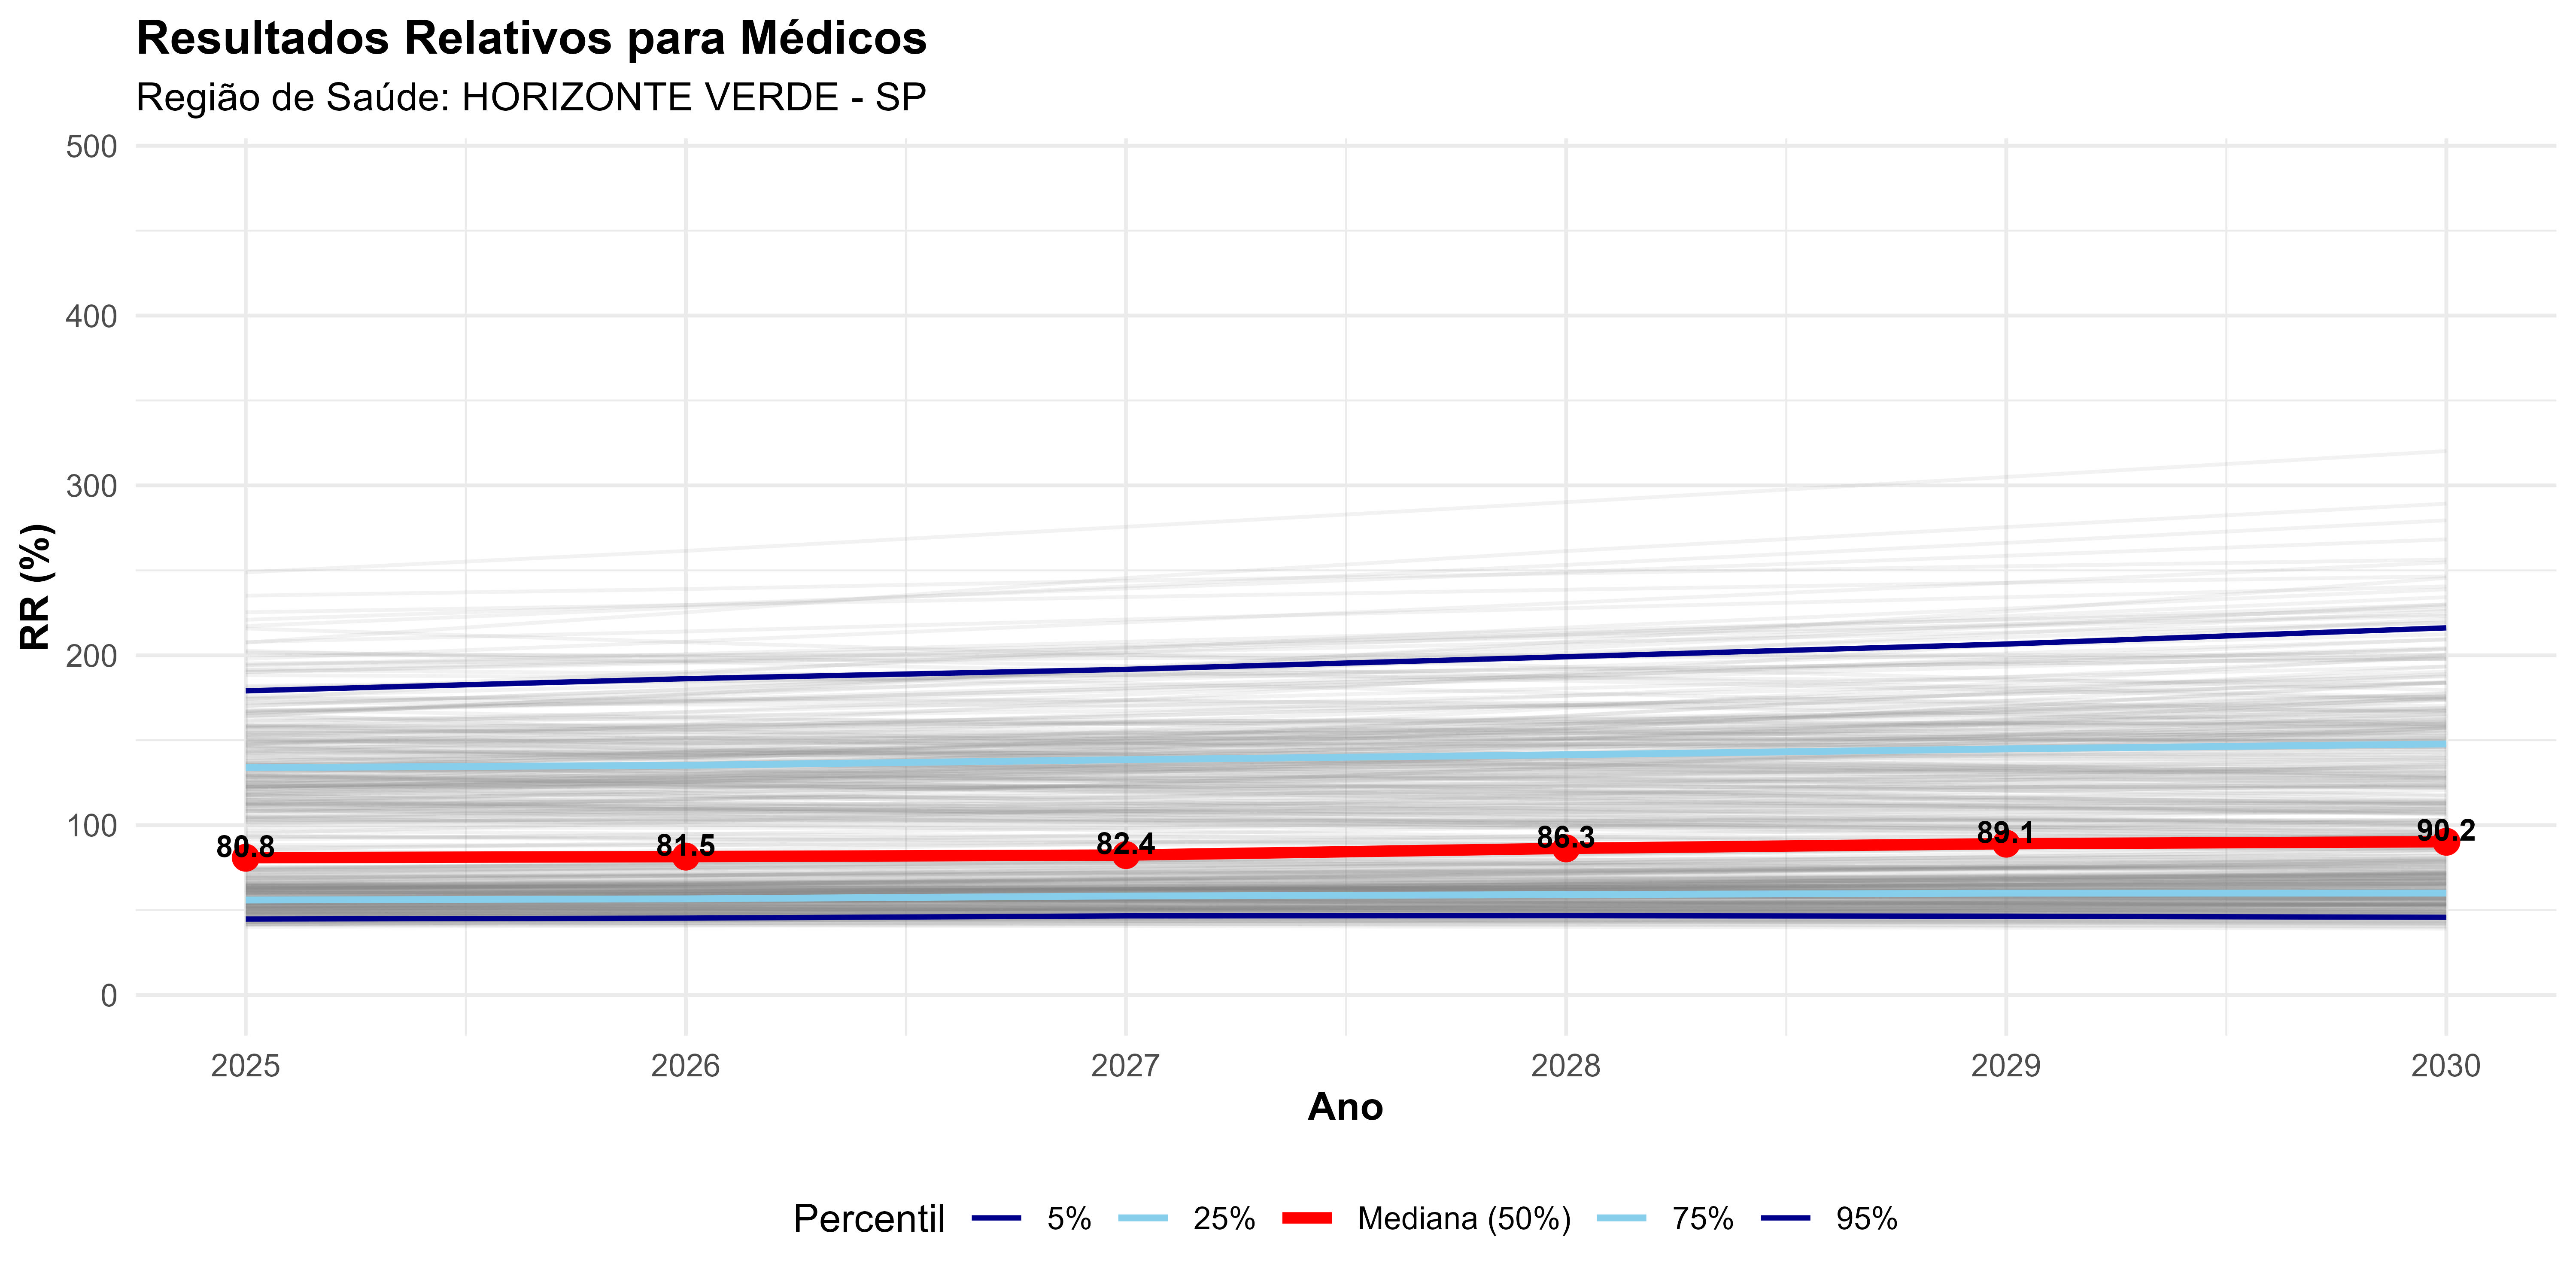 Resultados Relativos para Médicos
Região de Saúde: HORIZONTE VERDE - SP
RR (%)
500
400
300
200
100
0
80.8 81.5 82.4 86.3 89.1 90.2
2025 2026 2027 2028 2029 2030
Ano
Percentil 5% 25% Mediana (50%) 75% 95%